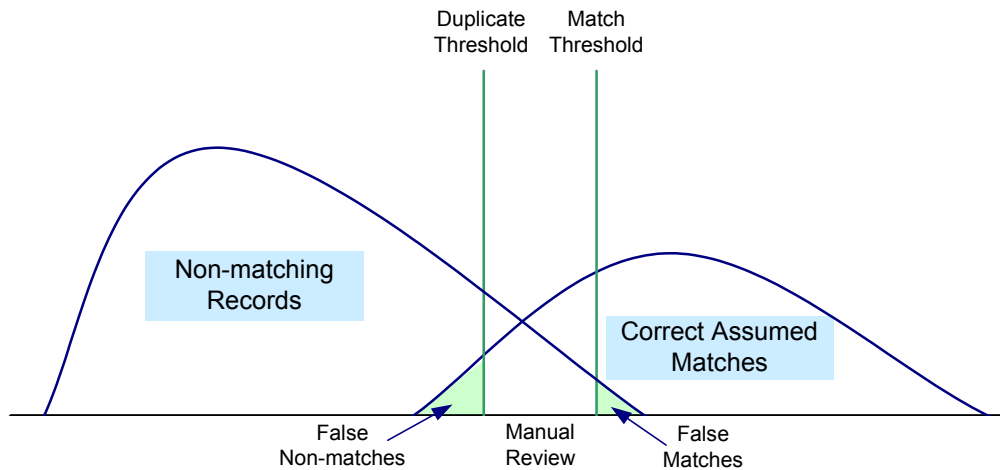 Duplicate
Threshold
Match
Threshold
Non-matching
Records
Correct Assumed
Matches
False
Non-matches
Manual
Review
False
Matches